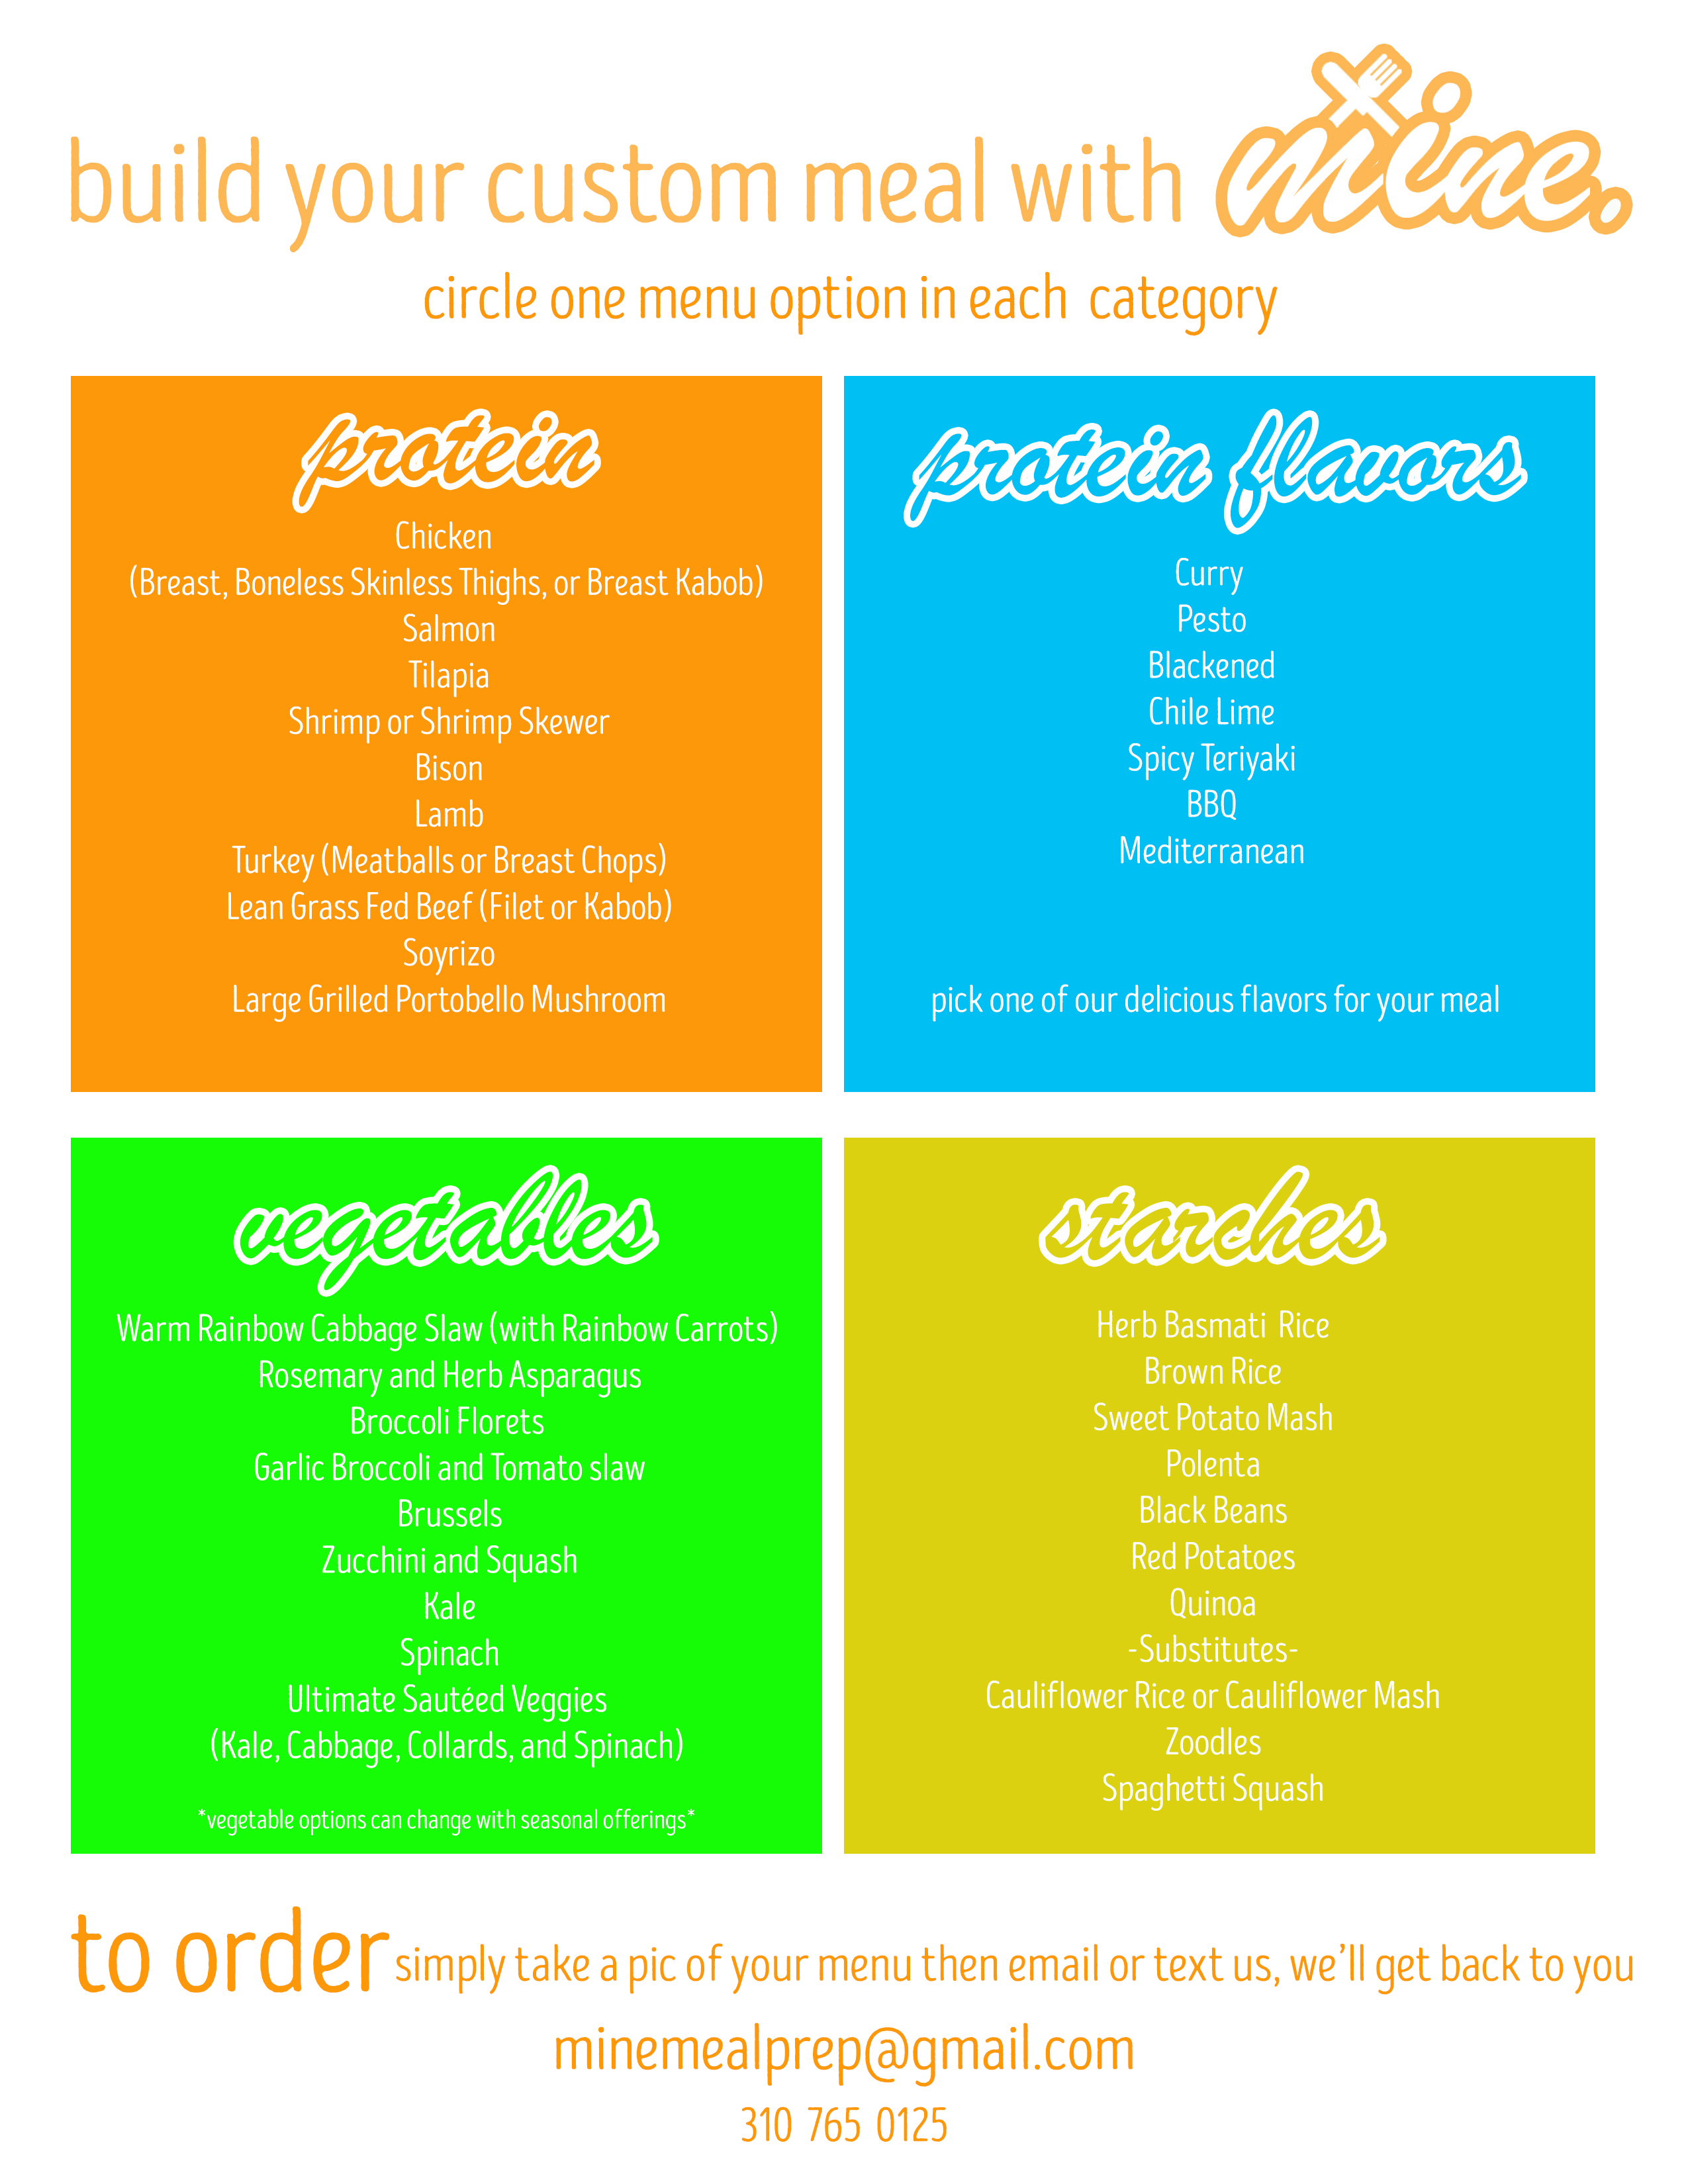 build your custom meal with mine.
circle one menu option in each category
protein
Chicken
(Breast, Boneless Skinless Thighs, or Breast Kabob)
Salmon
Tilapia
Shrimp or Shrimp Skewer
Bison
Lamb
Turkey (Meatballs or Breast Chops)
Lean Grass Fed Beef (Filet or Kabob)
Soyrizo
Large Grilled Portobello Mushroom
protein flavors
Curry
Pesto
Blackened
Chile Lime
Spicy Teriyaki
BBQ
Mediterranean
pick one of our delicious flavors for your meal
vegetables
Warm Rainbow Cabbage Slaw (with Rainbow Carrots)
Rosemary and Herb Asparagus
Broccoli Florets
Garlic Broccoli and Tomato slaw
Brussels
Zucchini and Squash
Kale
Spinach
Ultimate Sautéed Veggies
(Kale, Cabbage, Collards, and Spinach)
*vegetable options can change with seasonal offerings*
starches
Herb Basmati Rice
Brown Rice
Sweet Potato Mash
Polenta
Black Beans
Red Potatoes
Quinoa
-Substitutes-
Cauliflower Rice or Cauliflower Mash
Zoodles
Spaghetti Squash
to order simply take a pic of your menu then email or text us, we’ll get back to you
minemealprep@gmail.com
310 765 0125